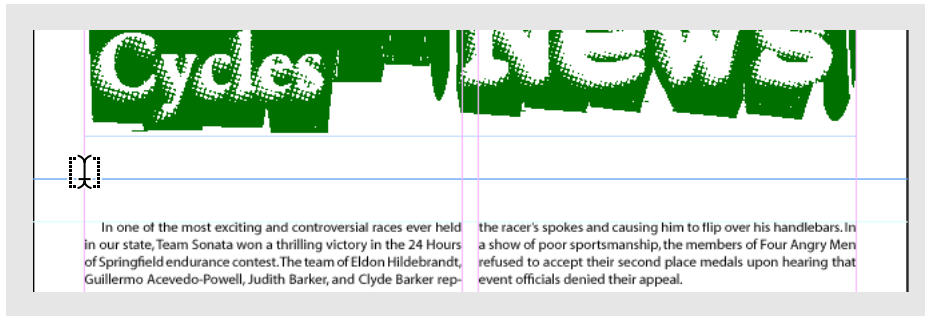 Cycles News
In one of the most exciting and controversial races ever held
in our state, Team Sonata won a thrilling victory in the 24 Hours
of Springfield endurance contest. The team of Eldon Hildebrandt,
Guillermo Acevedo-Powell, Judith Barker, and Clyde Barker rep-
the racer's spokes and causing him to flip over his handlebars. In
a show of poor sportsmanship, the members of Four Angry Men
refused to accept their second place medals upon hearing that
event officials denied their appeal.